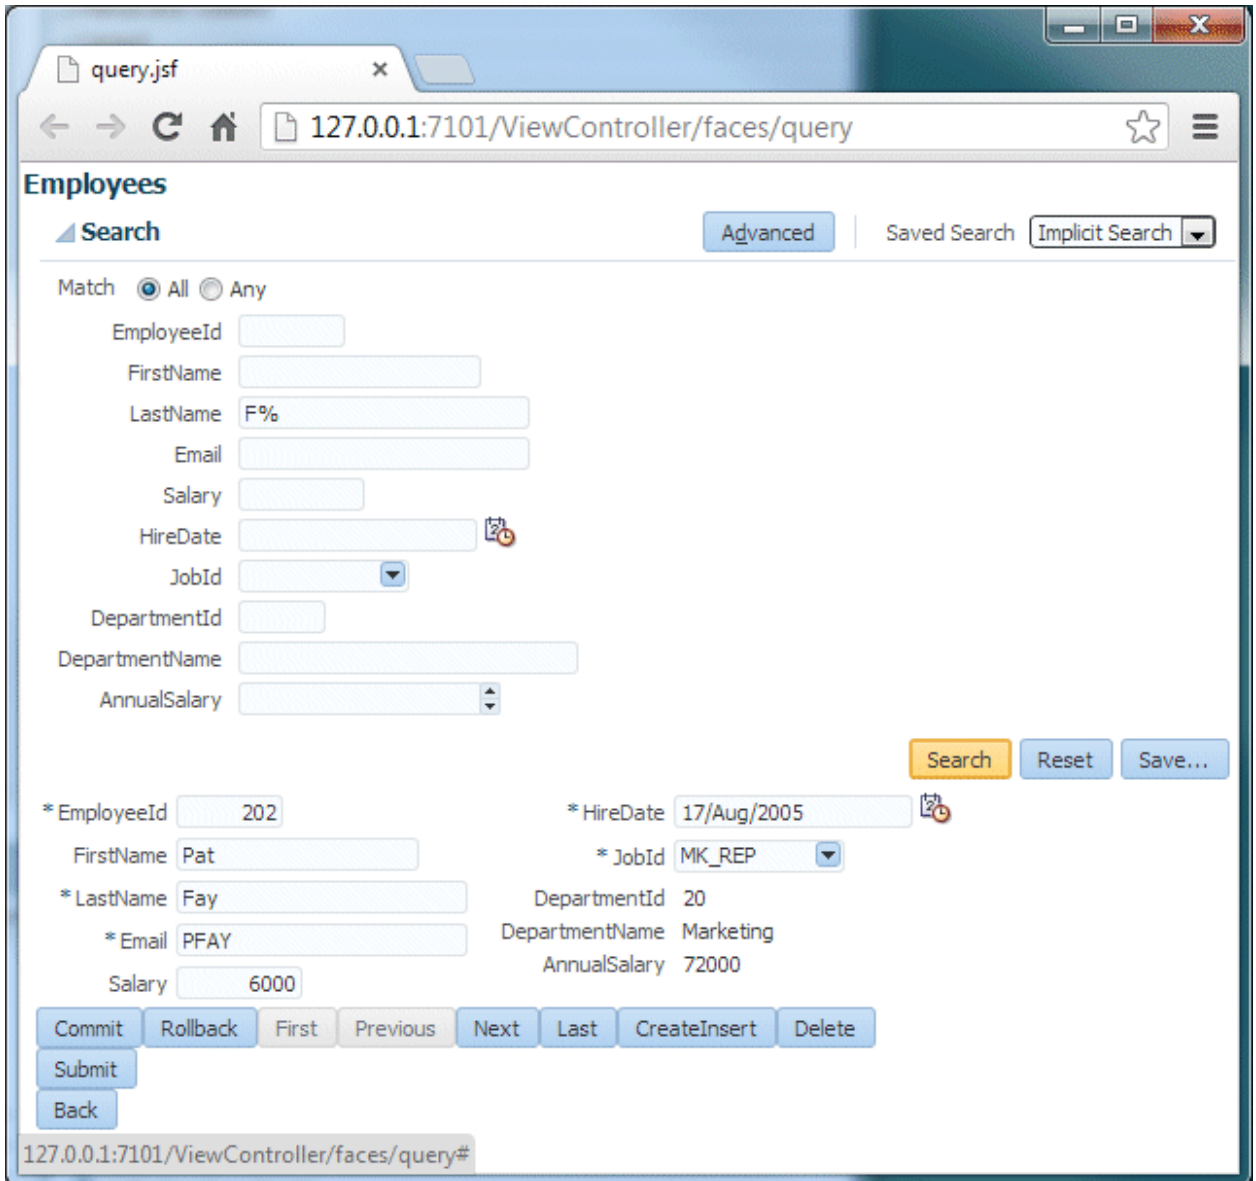 query.jsf
127.0.0.1:7101/ViewController/faces/query
Employees
Search Advanced Saved Search Implicit Search
Match All Any
EmployeeId
FirstName
LastName F%
Email
Salary
HireDate
JobId
DepartmentId
DepartmentName
AnnualSalary
Search Reset Save...
* EmployeeId 202 * HireDate 17/Aug/2005
FirstName Pat * JobId MK_REP
* LastName Fay DepartmentId 20
* Email PFAY DepartmentName Marketing
Salary 6000 AnnualSalary 72000
Commit Rollback First Previous Next Last CreateInsert Delete
Submit
Back
127.0.0.1:7101/ViewController/faces/query#